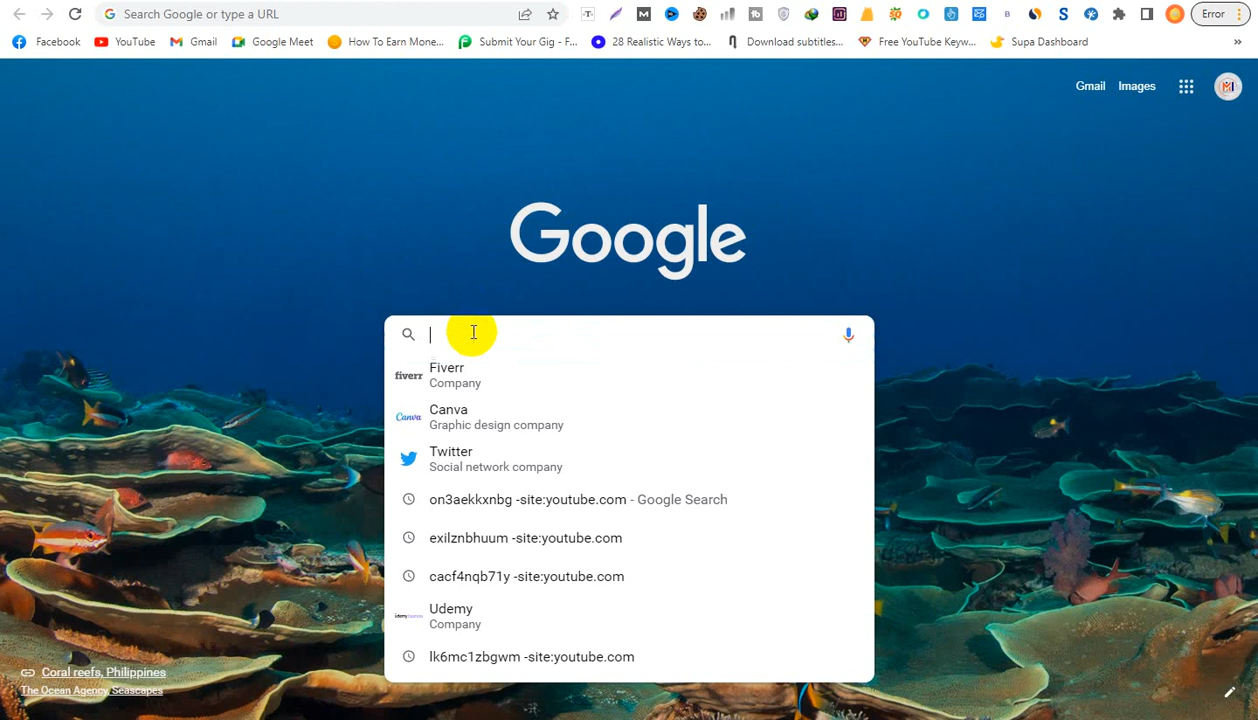 Search Google or type a URL
Error
Facebook
YouTube
Gmail
Google Meet
How To Earn Mone...
Submit Your Gig - F...
28 Realistic Ways to...
Download subtitles...
Free YouTube Keyw...
Supa Dashboard
Gmail
Images
Google
Fiverr
fiverr
Company
Canva
Canva
Graphic design company
Twitter
Social network company
on3aekkxnbg -site:youtube.com - Google Search
exilznbhuum -site:youtube.com
cacf4nqb71y -site:youtube.com
Udemy
Company
lk6mc1zbgwm -site:youtube.com
Coral reefs, Philippines
The Ocean Agency, Seascapes